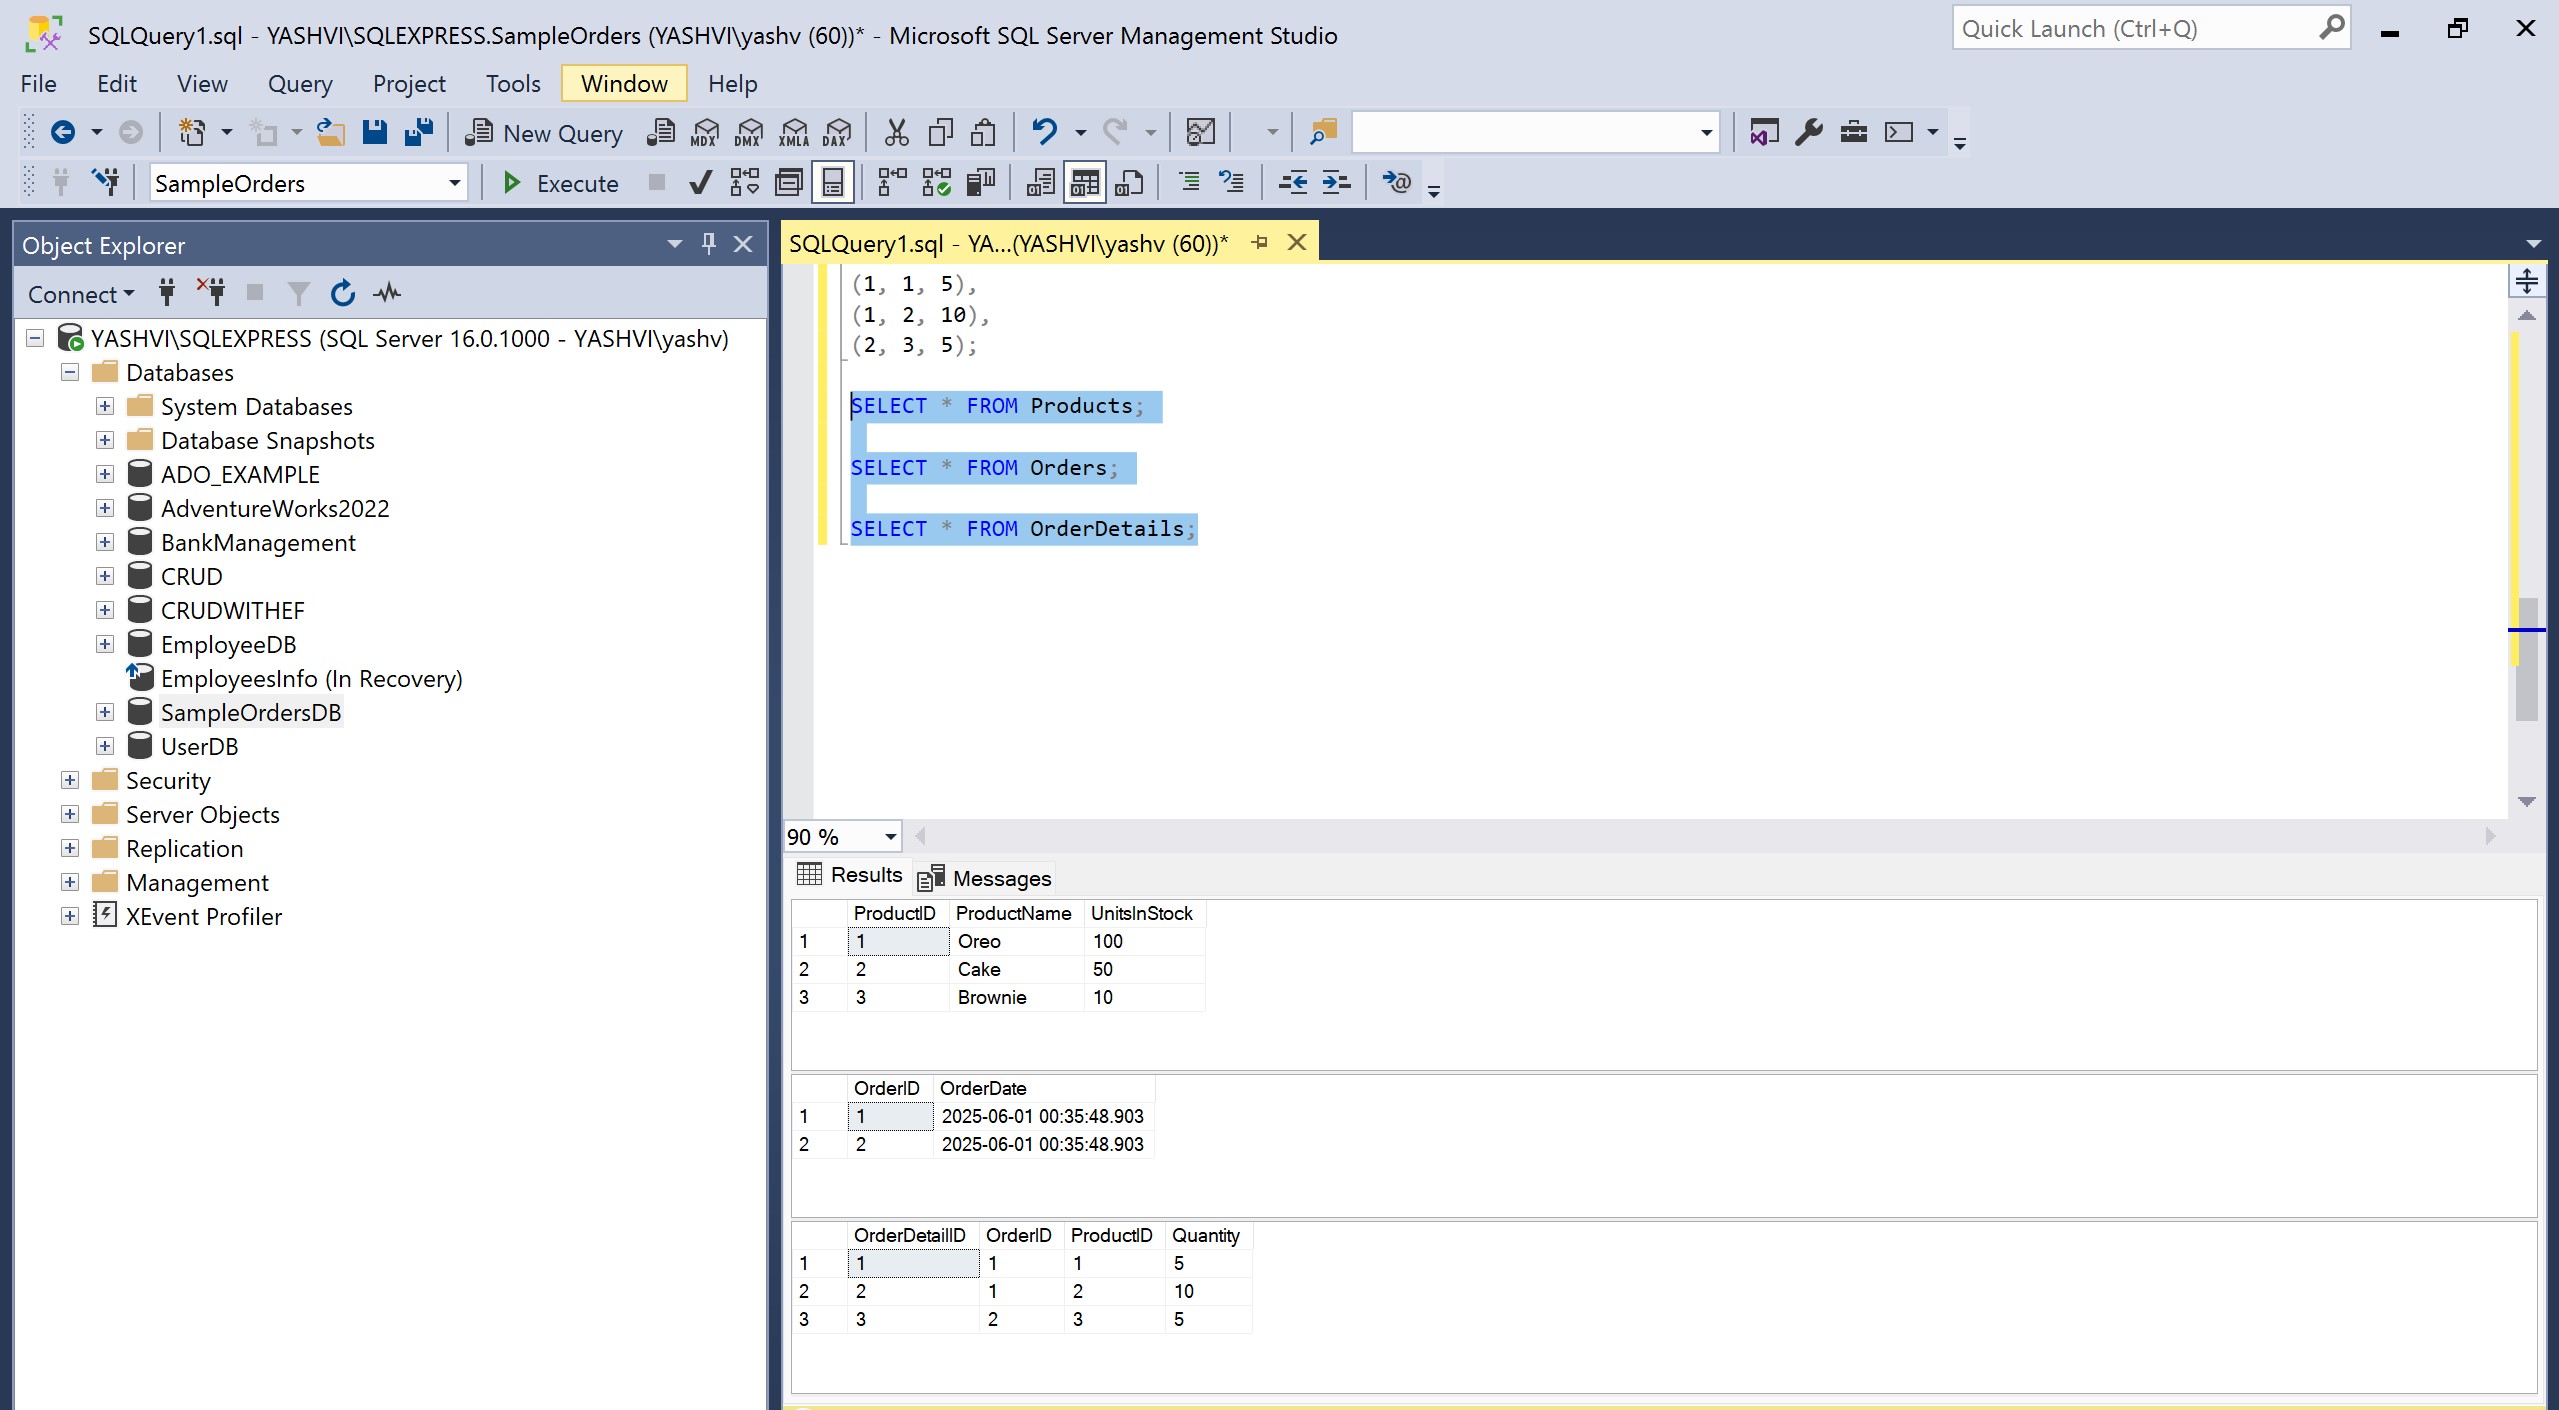 SQLQuery1.sql - YASHVI\SQLEXPRESS.SampleOrders (YASHVI\yashv (60))* - Microsoft SQL Server Management Studio
Quick Launch (Ctrl+Q)
File Edit View Query Project Tools Window Help
New Query MDX DMX XMLA DAX
SampleOrders Execute
Object Explorer
Connect
YASHVI\SQLEXPRESS (SQL Server 16.0.1000 - YASHVI\yashv)
Databases
System Databases
Database Snapshots
ADO_EXAMPLE
AdventureWorks2022
BankManagement
CRUD
CRUDWITHEF
EmployeeDB
EmployeesInfo (In Recovery)
SampleOrdersDB
UserDB
Security
Server Objects
Replication
Management
XEvent Profiler
SQLQuery1.sql - YA...(YASHVI\yashv (60))*
(1, 1, 5),
(1, 2, 10),
(2, 3, 5);
SELECT * FROM Products;
SELECT * FROM Orders;
SELECT * FROM OrderDetails;
90 %
Results Messages
ProductID ProductName UnitsInStock
1 1 Oreo 100
2 2 Cake 50
3 3 Brownie 10
OrderID OrderDate
1 1 2025-06-01 00:35:48.903
2 2 2025-06-01 00:35:48.903
OrderDetailID OrderID ProductID Quantity
1 1 1 1 5
2 2 1 2 10
3 3 2 3 5